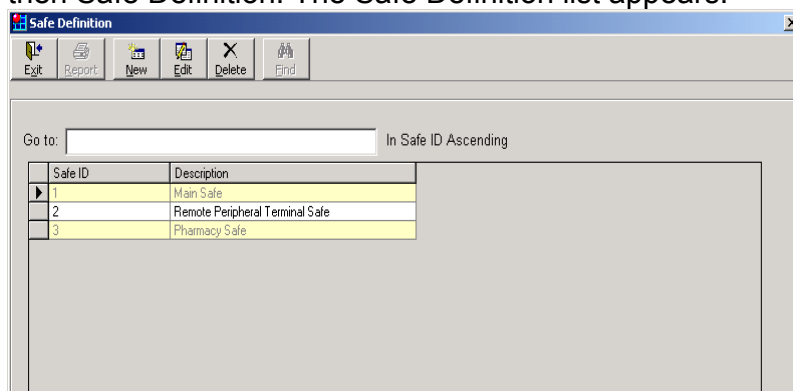 then Safe Definition. The Safe Definition list appears.
Safe Definition
Exit Report New Edit Delete Find
Go to: In Safe ID Ascending
Safe ID Description
1 Main Safe
2 Remote Peripheral Terminal Safe
3 Pharmacy Safe